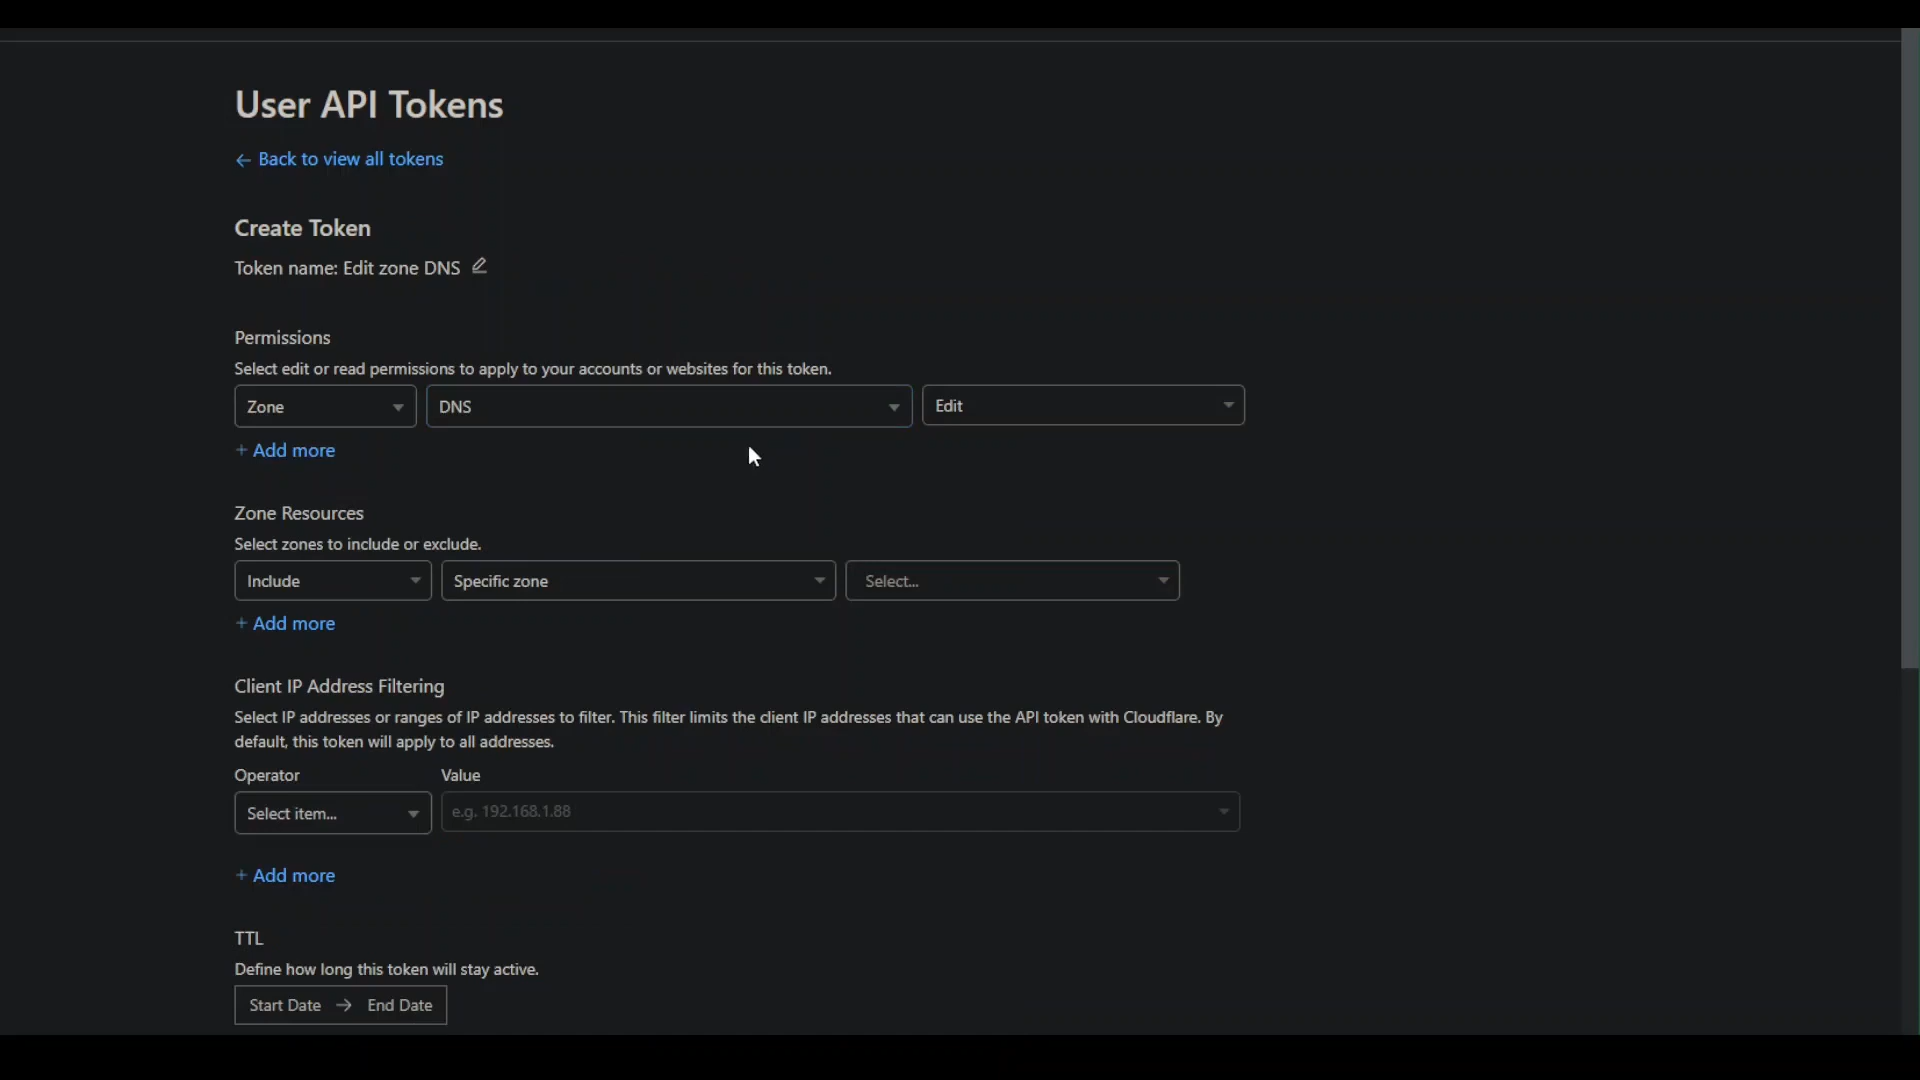 User API Tokens
← Back to view all tokens
Create Token
Token name: Edit zone DNS
Permissions
Select edit or read permissions to apply to your accounts or websites for this token.
Zone DNS Edit
+ Add more
Zone Resources
Select zones to include or exclude.
Include Specific zone Select...
+ Add more
Client IP Address Filtering
Select IP addresses or ranges of IP addresses to filter. This filter limits the client IP addresses that can use the API token with Cloudflare. By
default, this token will apply to all addresses.
Operator Value
Select item... e.g. 192.168.1.88
+ Add more
TTL
Define how long this token will stay active.
Start Date → End Date